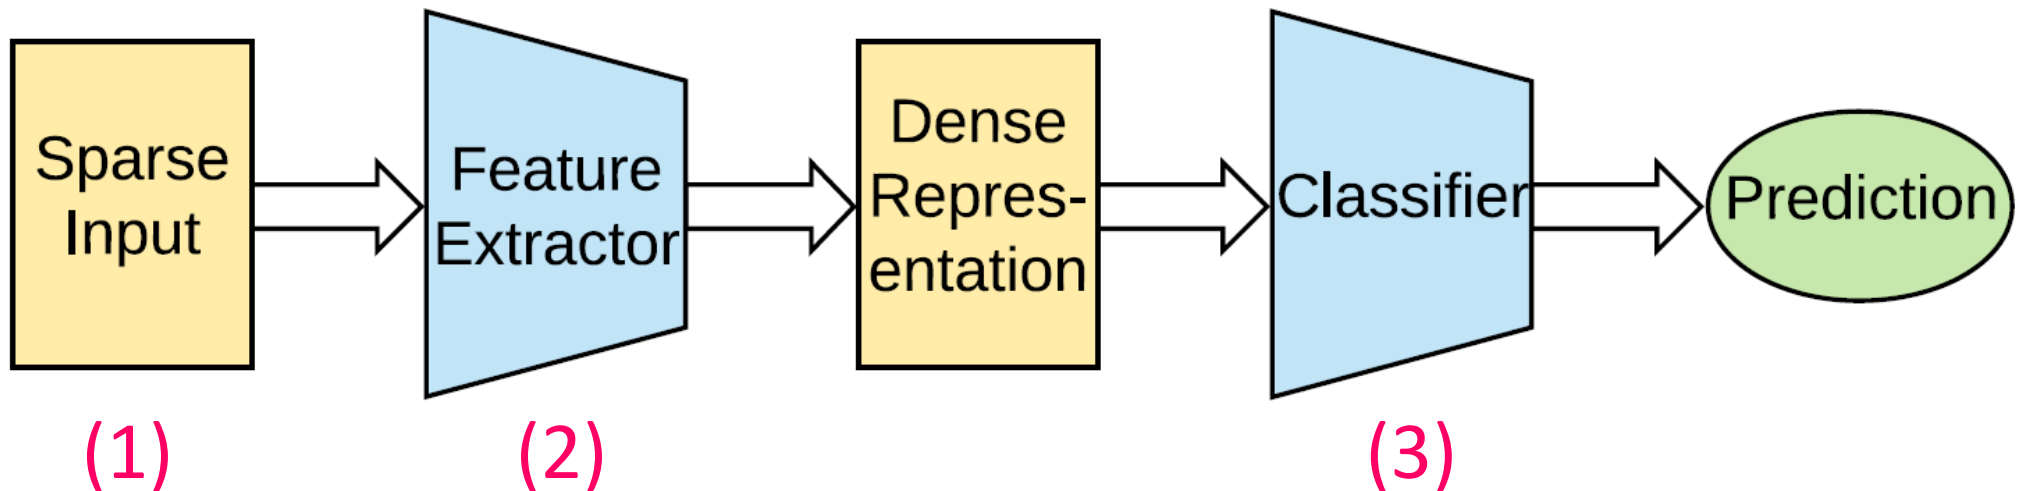 Sparse
Input
Feature
Extractor
Dense
Repres-
entation
Classifier
Prediction
(1)
(2)
(3)